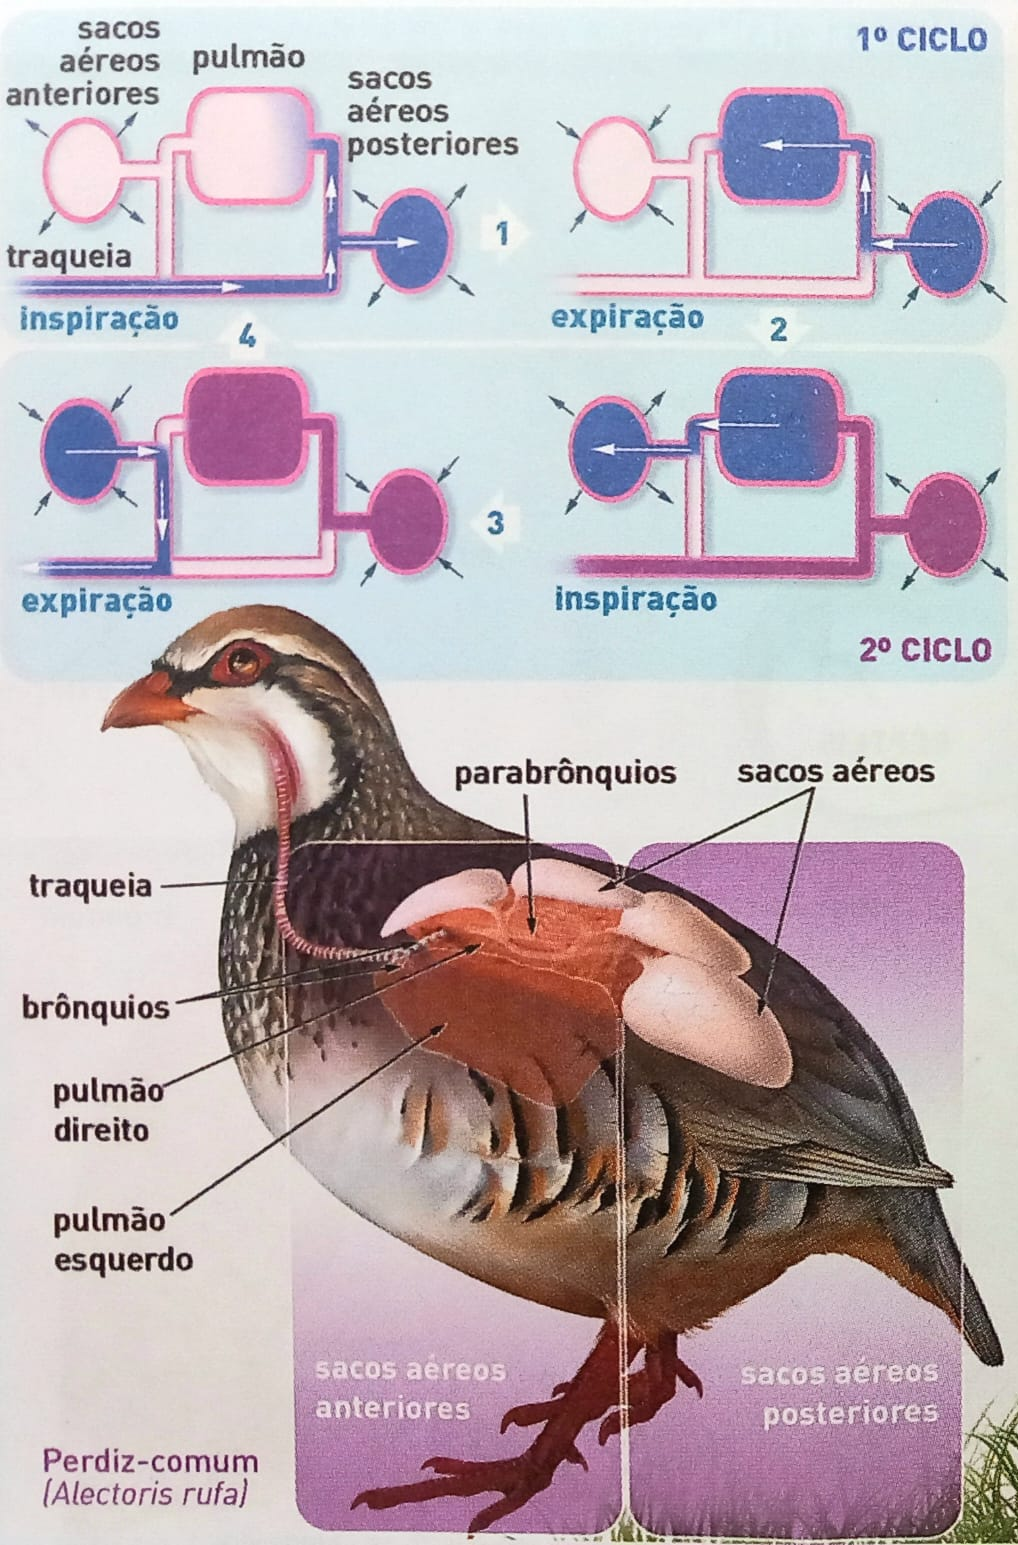 sacos
aéreos
anteriores
pulmão
sacos
aéreos
posteriores
1º CICLO
traqueia
inspiração
1
expiração
4
2
3
expiração
inspiração
2º CICLO
parabrônquios
sacos aéreos
traqueia
brônquios
pulmão
direito
pulmão
esquerdo
sacos aéreos
anteriores
sacos aéreos
posteriores
Perdiz-comum
(Alectoris rufa)